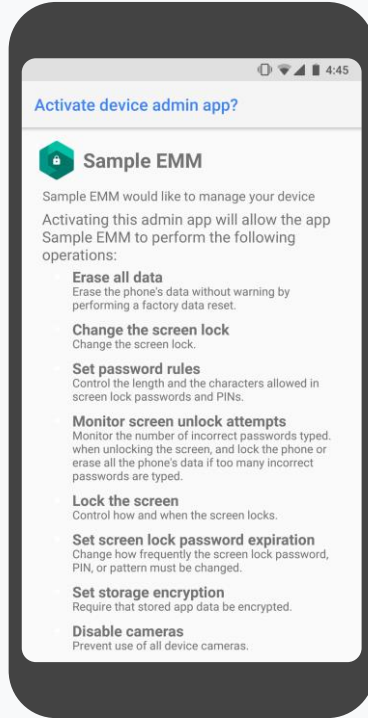 4:45
Activate device admin app?
Sample EMM
Sample EMM would like to manage your device
Activating this admin app will allow the app
Sample EMM to perform the following
operations:
Erase all data
Erase the phone's data without warning by
performing a factory data reset.
Change the screen lock
Change the screen lock.
Set password rules
Control the length and the characters allowed in
screen lock passwords and PINs.
Monitor screen unlock attempts
Monitor the number of incorrect passwords typed.
when unlocking the screen, and lock the phone or
erase all the phone's data if too many incorrect
passwords are typed.
Lock the screen
Control how and when the screen locks.
Set screen lock password expiration
Change how frequently the screen lock password,
PIN, or pattern must be changed.
Set storage encryption
Require that stored app data be encrypted.
Disable cameras
Prevent use of all device cameras.